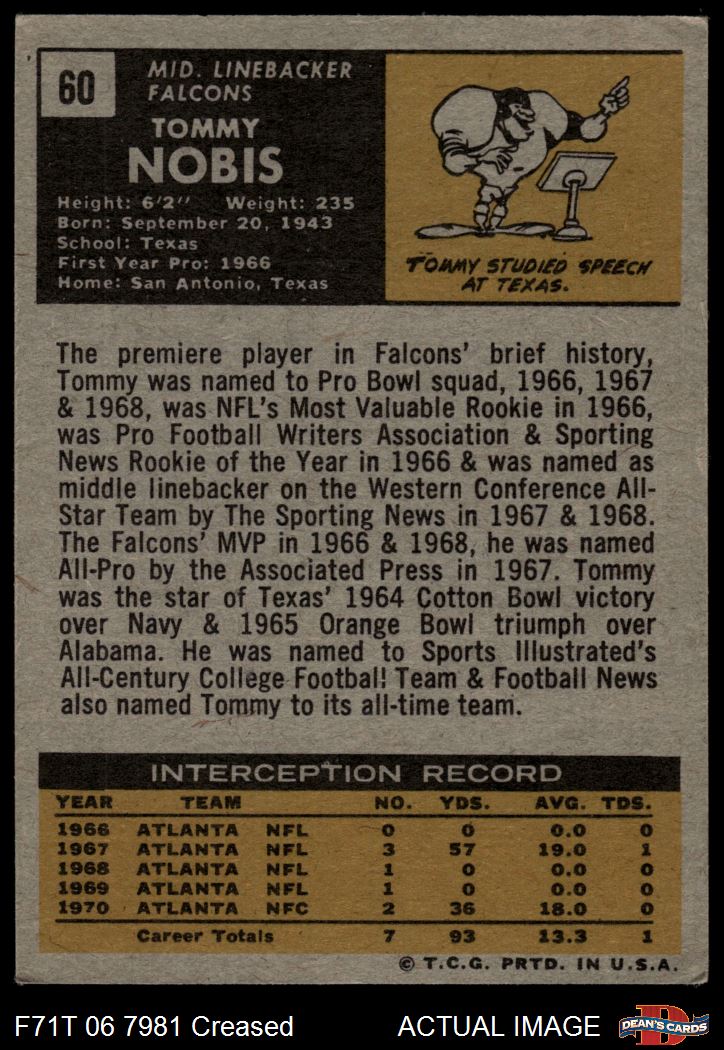 60
MID. LINEBACKER
FALCONS
TOMMY
NOBIS
Height: 6'2" Weight: 235
Born: September 20, 1943
School: Texas
First Year Pro: 1966
Home: San Antonio, Texas
TOMMY STUDIED SPEECH
AT TEXAS.
The premiere player in Falcons' brief history,
Tommy was named to Pro Bowl squad, 1966, 1967
& 1968, was NFL's Most Valuable Rookie in 1966,
was Pro Football Writers Association & Sporting
News Rookie of the Year in 1966 & was named as
middle linebacker on the Western Conference All-
Star Team by The Sporting News in 1967 & 1968.
The Falcons' MVP in 1966 & 1968, he was named
All-Pro by the Associated Press in 1967. Tommy
was the star of Texas' 1964 Cotton Bowl victory
over Navy & 1965 Orange Bowl triumph over
Alabama. He was named to Sports Illustrated's
All-Century College Football Team & Football News
also named Tommy to its all-time team.
INTERCEPTION RECORD
YEAR TEAM NO. YDS. AVG. TDS.
1966 ATLANTA NFL 0 0 0.0 0
1967 ATLANTA NFL 3 57 19.0 1
1968 ATLANTA NFL 1 0 0.0 0
1969 ATLANTA NFL 1 0 0.0 0
1970 ATLANTA NFC 2 36 18.0 0
Career Totals 7 93 13.3 1
© T.C.G. PRTD. IN U.S.A.
F71T 06 7981 Creased ACTUAL IMAGE
D
DEAN'S CARDS